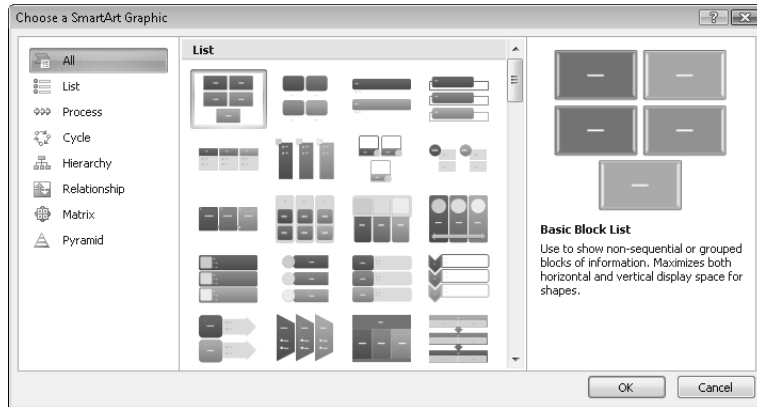 Choose a SmartArt Graphic
All
List
Process
Cycle
Hierarchy
Relationship
Matrix
Pyramid
List
Basic Block List
Use to show non-sequential or grouped
blocks of information. Maximizes both
horizontal and vertical display space for
shapes.
OK
Cancel